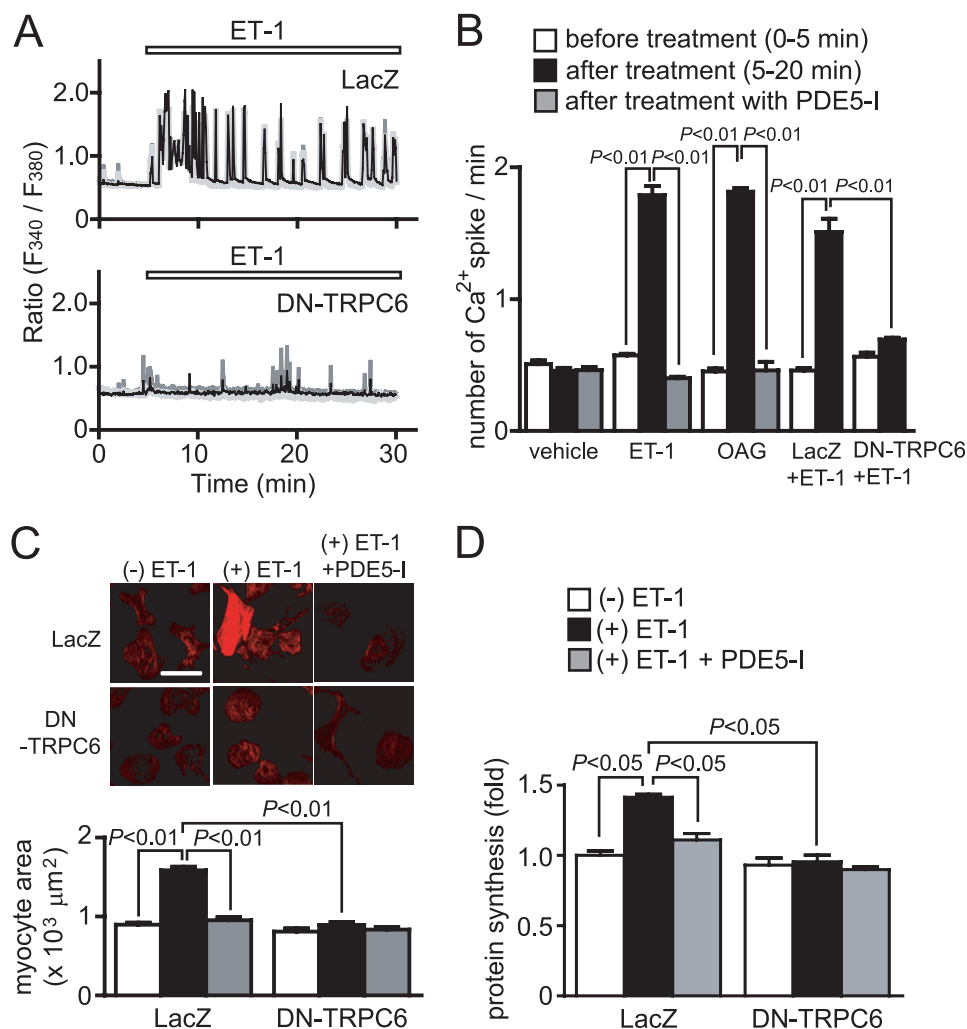 A
ET-1
LacZ
2.0
1.0
0
ET-1
DN-TRPC6
2.0
1.0
0
Ratio (F340 / F380)
0 10 20 30
Time (min)
B
before treatment (0-5 min)
after treatment (5-20 min)
after treatment with PDE5-I
P<0.01 P<0.01
P<0.01 P<0.01
P<0.01 P<0.01
2
1
0
number of Ca2+ spike / min
vehicle ET-1 OAG LacZ +ET-1 DN-TRPC6 +ET-1
C
(-) ET-1 (+) ET-1 (+) ET-1 +PDE5-I
LacZ
DN -TRPC6
P<0.01
P<0.01 P<0.01
2
1
0
myocyte area (x 10³ μm²)
LacZ DN-TRPC6
D
(-) ET-1
(+) ET-1
(+) ET-1 + PDE5-I
P<0.05
P<0.05 P<0.05
1.5
1.0
0.5
0
protein synthesis (fold)
LacZ DN-TRPC6